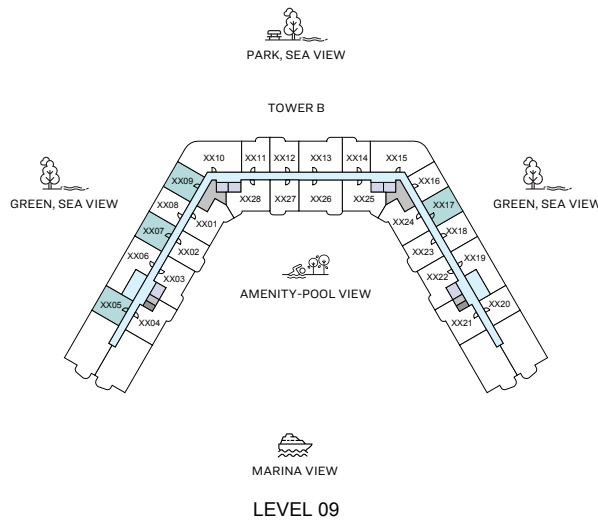 PARK, SEA VIEW
TOWER B
XX10 XX11 XX12 XX13 XX14 XX15
XX09 XX16
GREEN, SEA VIEW GREEN, SEA VIEW
XX08 XX28 XX27 XX26 XX25 XX17
XX01 XX24
XX07 XX18
XX02 XX23
XX06 XX19
XX03 XX22
AMENITY-POOL VIEW
XX05 XX20
XX04 XX21
MARINA VIEW
LEVEL 09